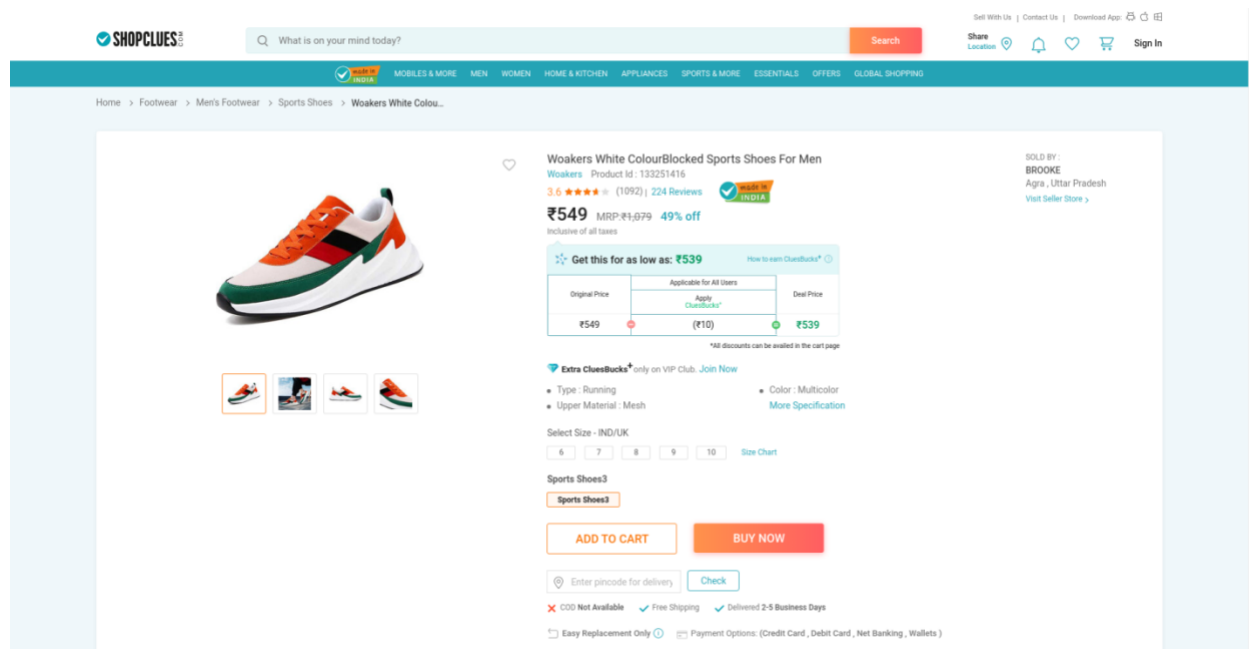 Sell With Us | Contact Us | Download App:
SHOPCLUES.COM
What is on your mind today?
Search
Share
Location
Sign In
made in
INDIA
MOBILES & MORE MEN WOMEN HOME & KITCHEN APPLIANCES SPORTS & MORE ESSENTIALS OFFERS GLOBAL SHOPPING
Home > Footwear > Men's Footwear > Sports Shoes > Woakers White Colou...
Woakers White ColourBlocked Sports Shoes For Men
Woakers Product Id : 133251416
3.6 ★★★★★ (1092) | 224 Reviews
made in
INDIA
₹549 MRP:₹1,079 49% off
Inclusive of all taxes
Get this for as low as: ₹539 How to earn CluesBucks+
Original Price
Applicable for All Users
Apply
CluesBucks+
Deal Price
₹549 (₹10) ₹539
*All discounts can be availed in the cart page
Extra CluesBucks+ only on VIP Club. Join Now
Type : Running
Color : Multicolor
Upper Material : Mesh
More Specification
Select Size - IND/UK
6 7 8 9 10 Size Chart
Sports Shoes3
Sports Shoes3
ADD TO CART BUY NOW
Enter pincode for delivery Check
COD Not Available Free Shipping Delivered 2-5 Business Days
Easy Replacement Only Payment Options: (Credit Card , Debit Card , Net Banking , Wallets )
SOLD BY :
BROOKE
Agra , Uttar Pradesh
Visit Seller Store >